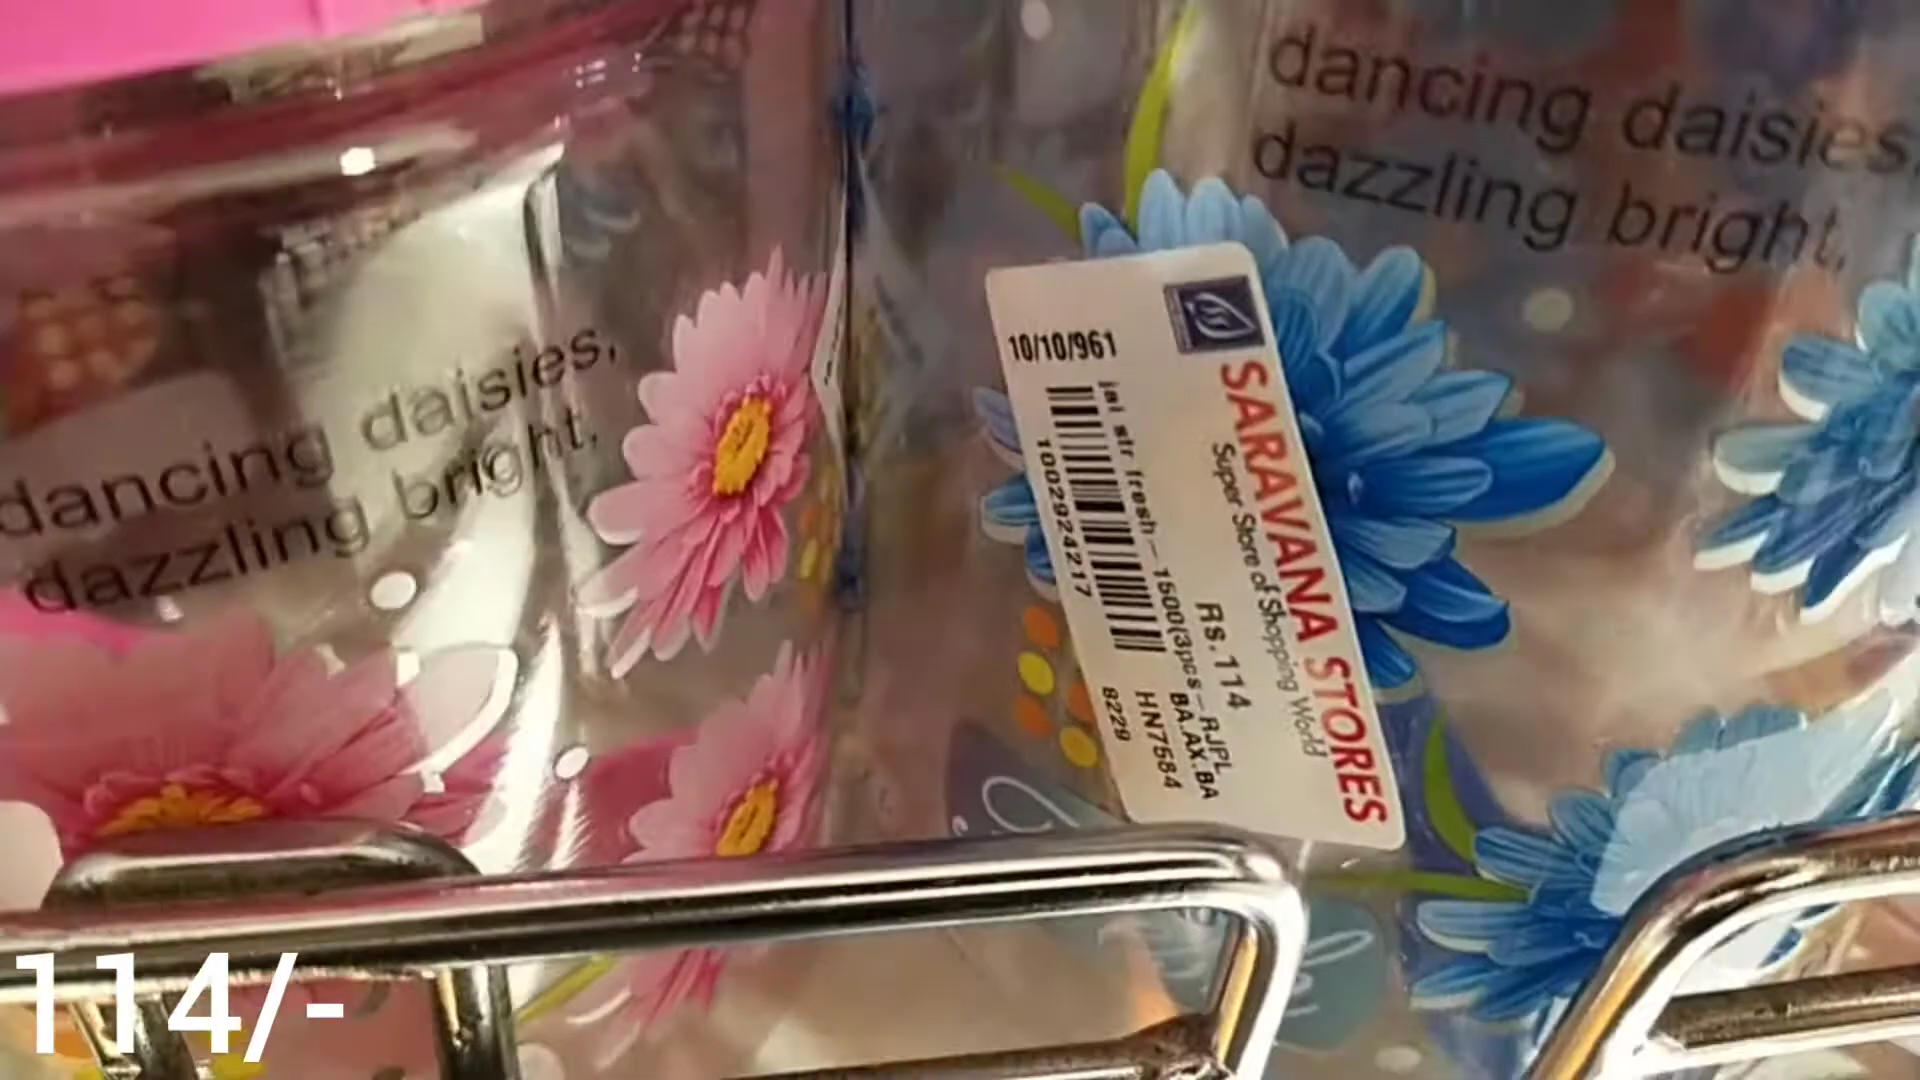 dancing daisies,
dazzling bright,
dancing daisies,
dazzling bright,
SARAVANA STORES
Super Store of Shopping World
Rs.114
10/10/961
jai str fresh-1500(3pcs-RJPL
BA.AX.BA
1002924217
HN7584
8229
114/-